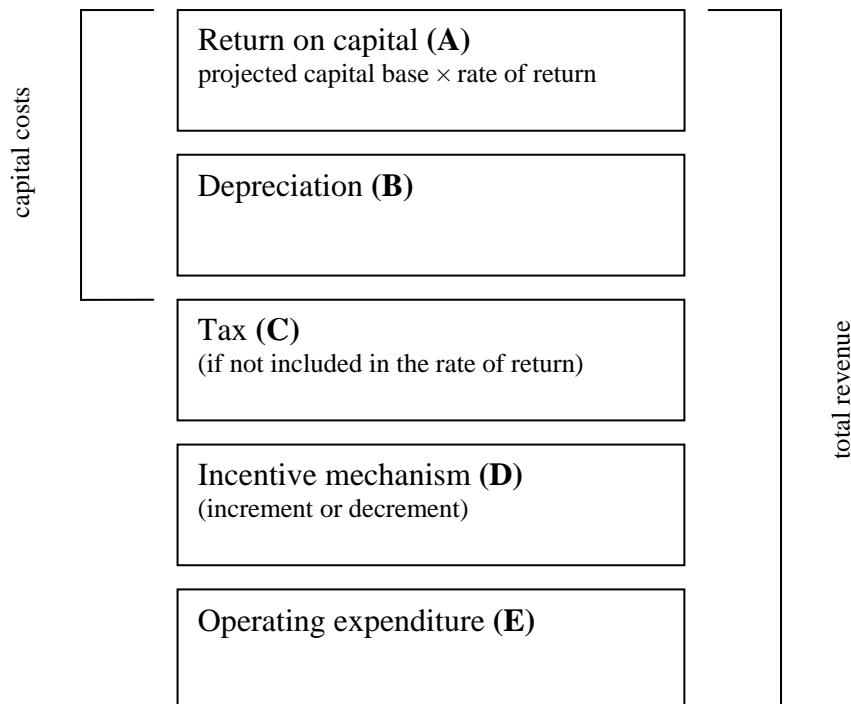 Return on capital (A)
projected capital base × rate of return
capital costs
Depreciation (B)
Tax (C)
(if not included in the rate of return)
total revenue
Incentive mechanism (D)
(increment or decrement)
Operating expenditure (E)